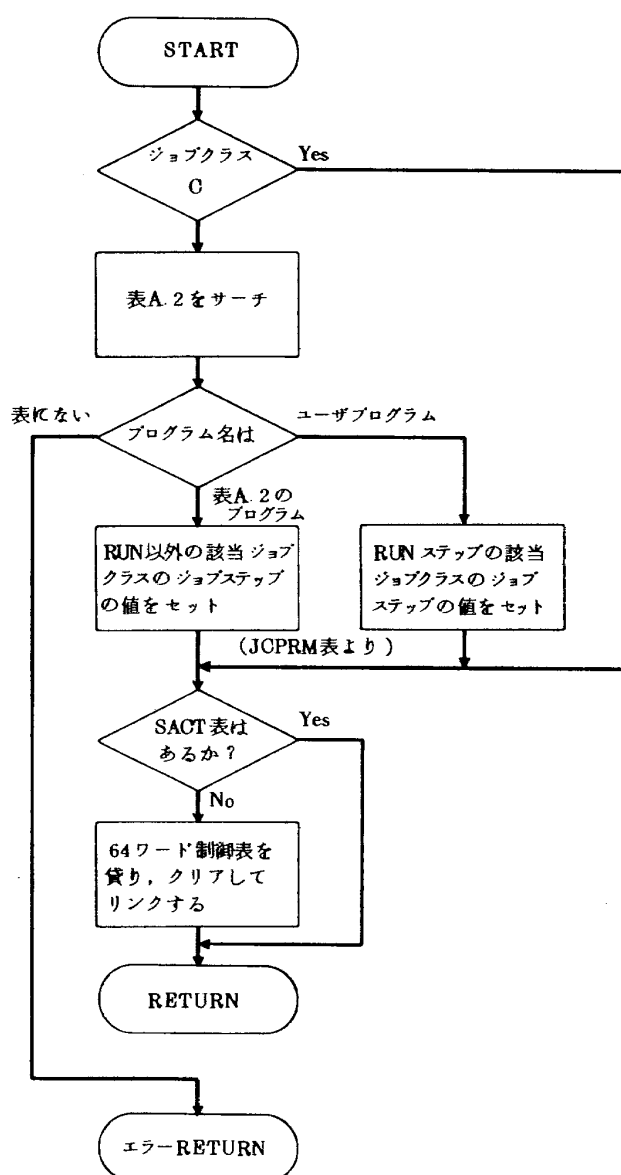 START
ジョブクラス
C
Yes
表A.2をサーチ
表にない
プログラム名は
ユーザプログラム
表A.2の
プログラム
RUN以外の該当ジョブ
クラスのジョブステップ
の値をセット
RUNステップの該当
ジョブクラスのジョブ
ステップの値をセット
(JCPRM表より)
SACT表は
あるか?
Yes
No
64ワード制御表を
貸り,クリアして
リンクする
RETURN
エラーRETURN